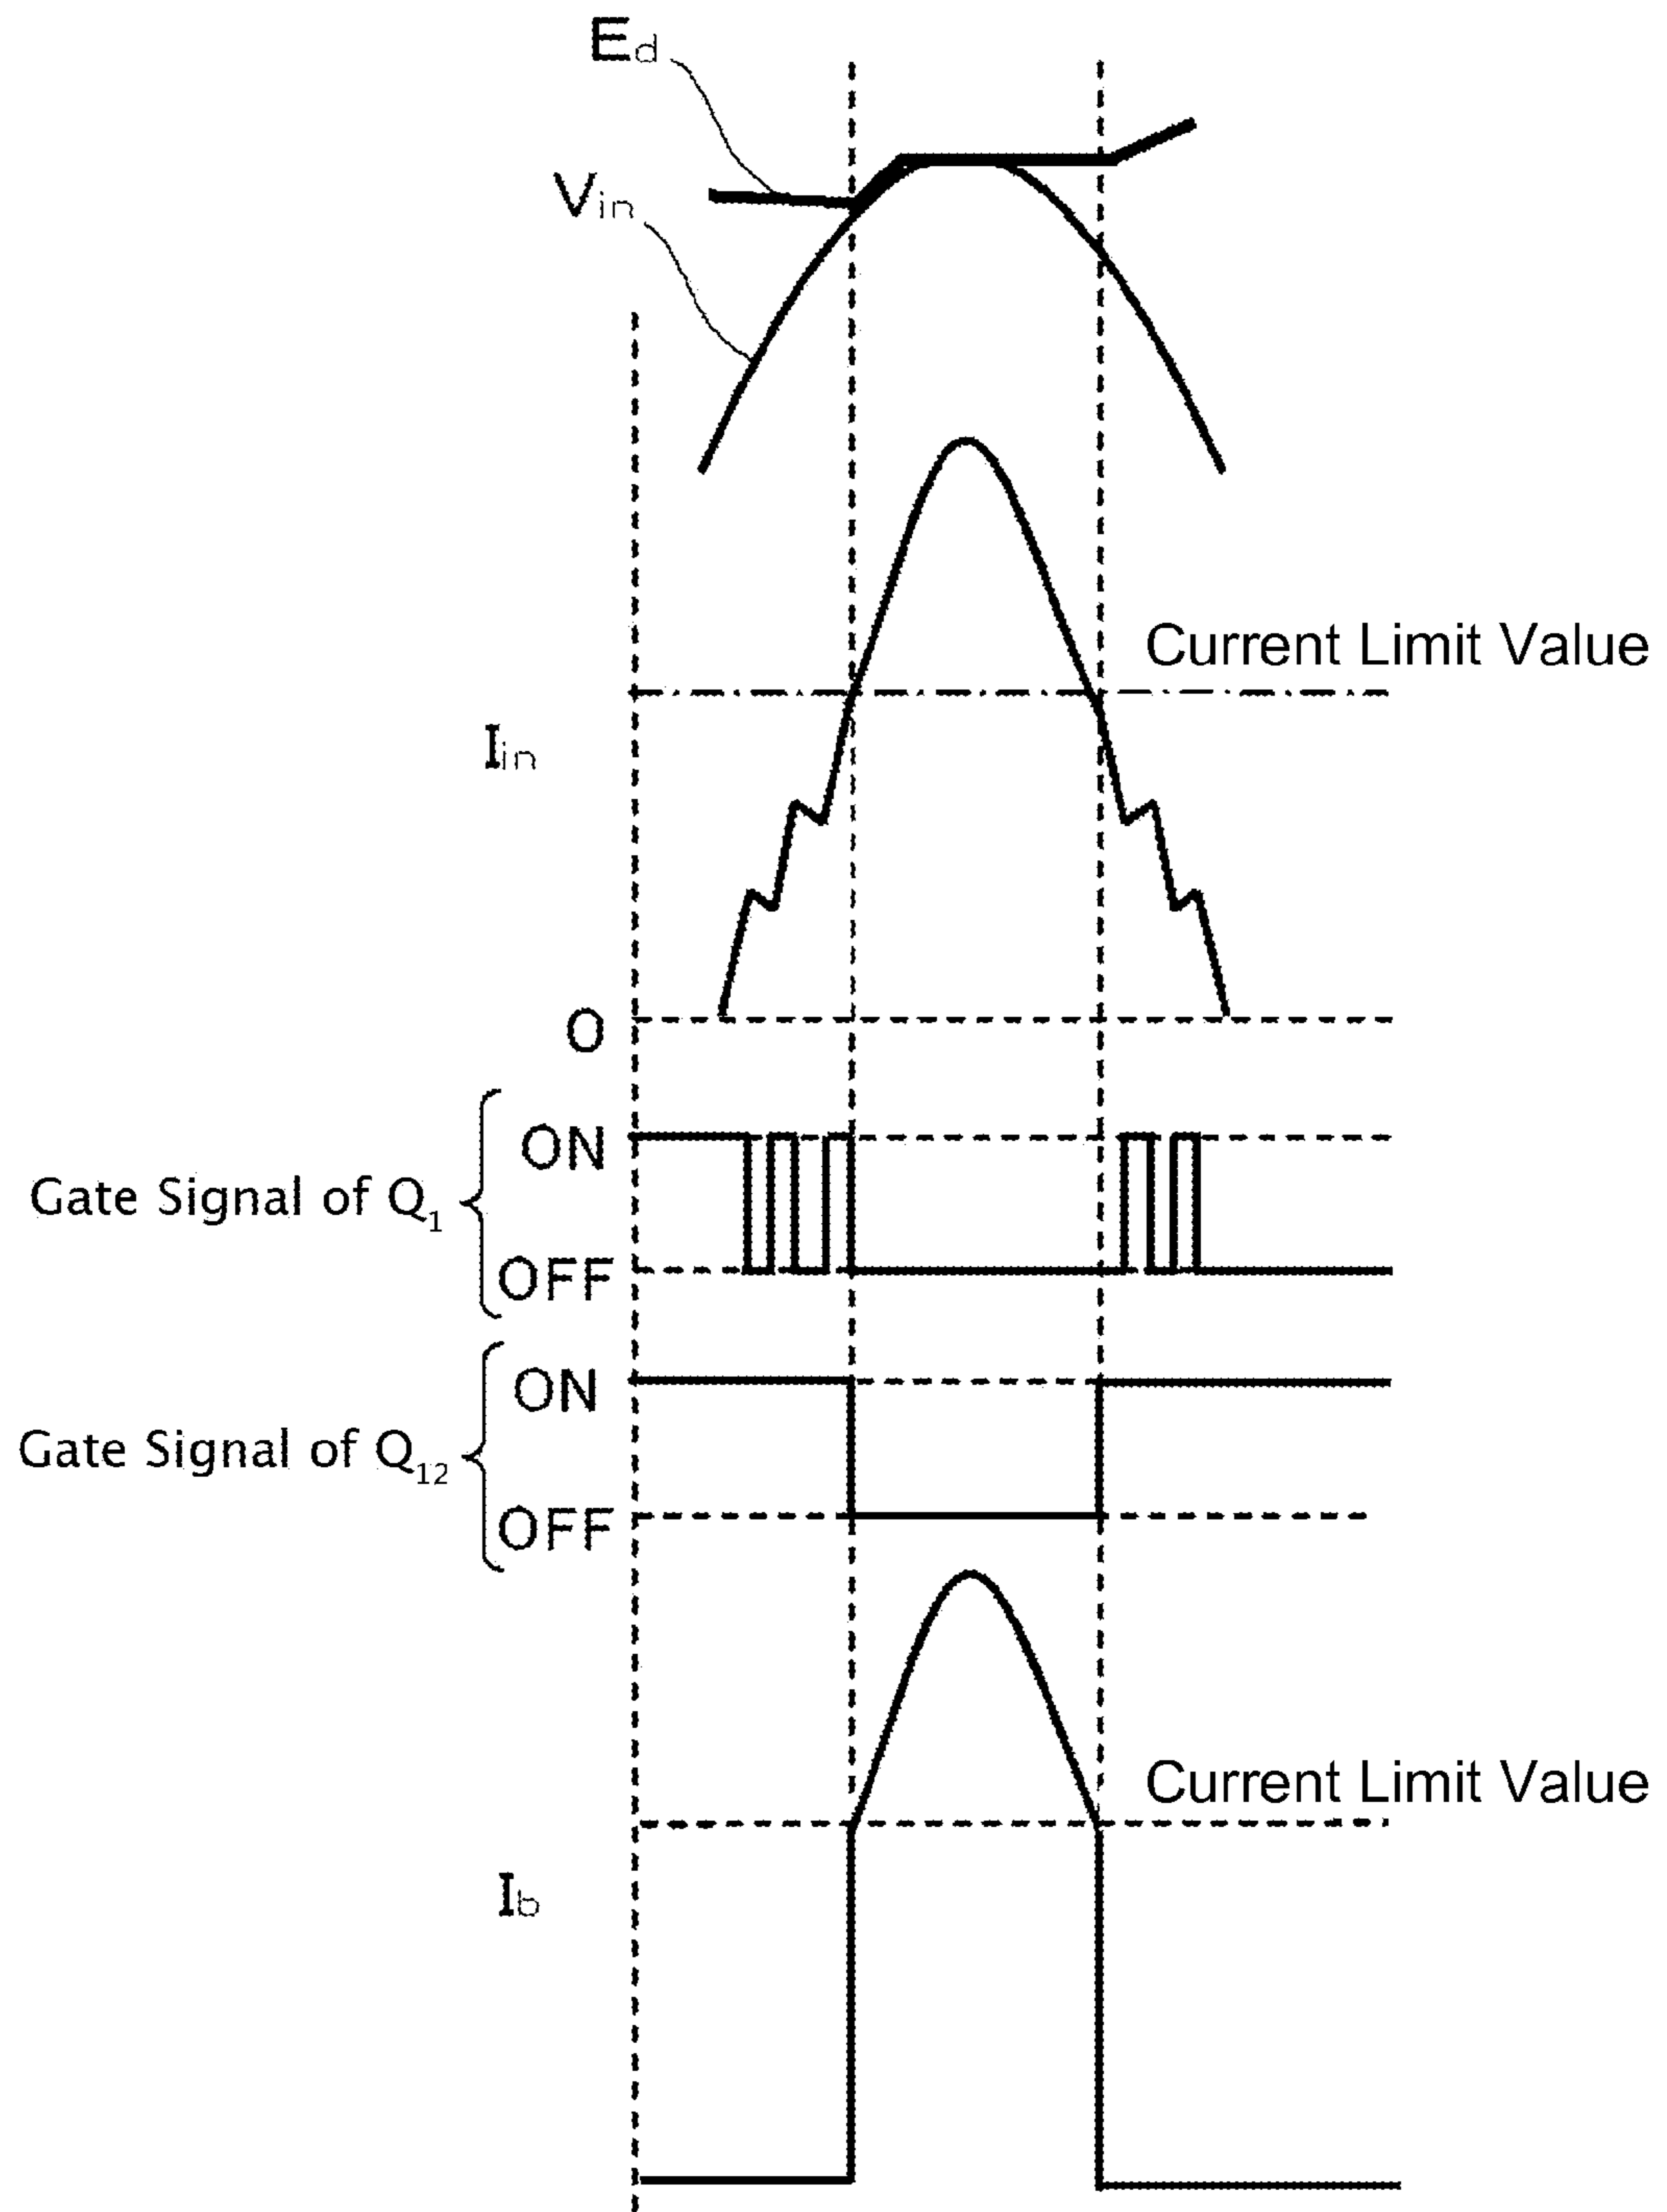 Ed
Vin
Current Limit Value
Iin
0
ON
Gate Signal of Q1
OFF
ON
Gate Signal of Q12
OFF
Current Limit Value
Ib